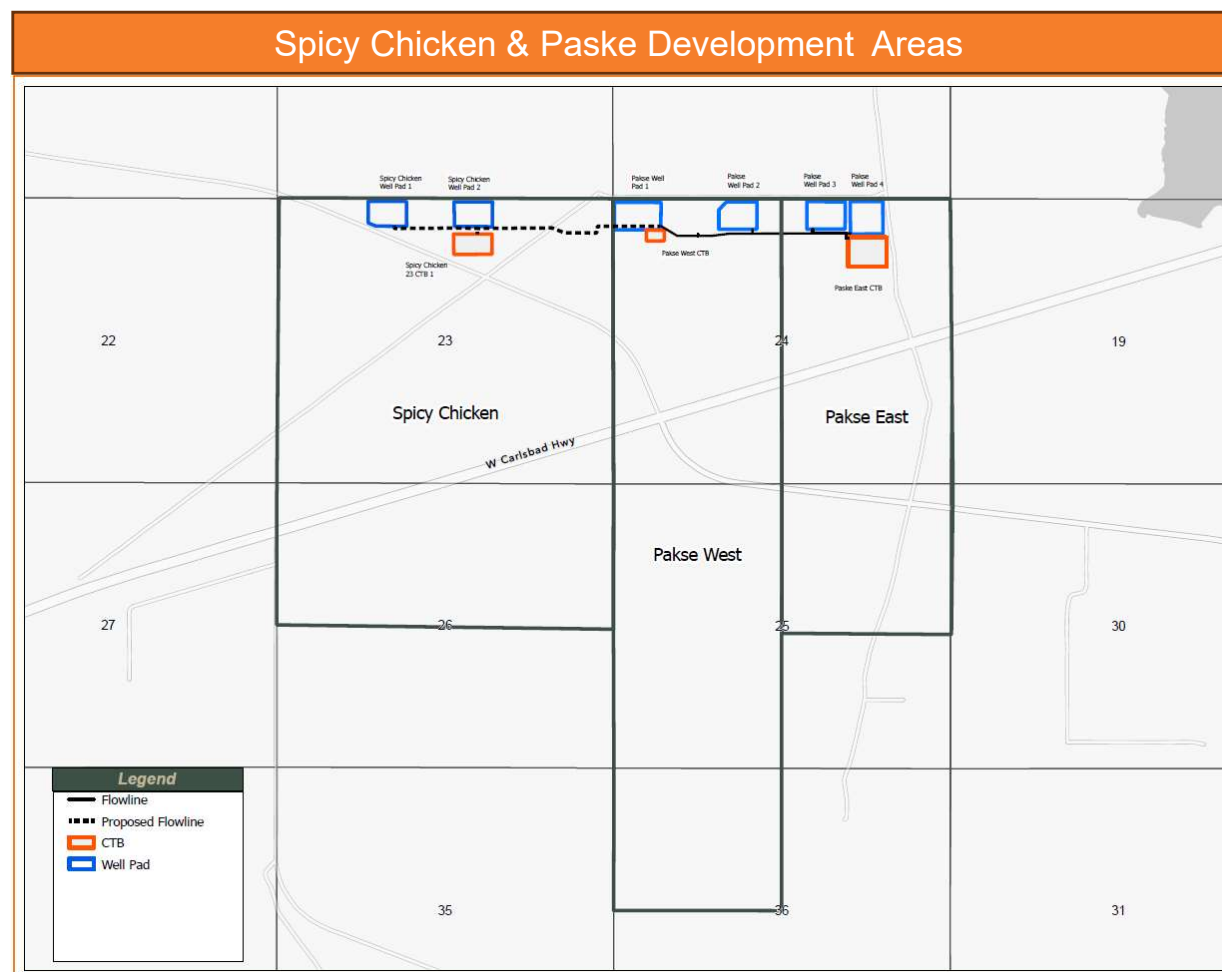 Spicy Chicken & Paske Development Areas
Spicy Chicken
Well Pad 1
Spicy Chicken
Well Pad 2
Pakse Well
Pad 1
Pakse
Well Pad 2
Pakse
Well Pad 3
Pakse
Well Pad 4
Spicy Chicken
23 CTB 1
Pakse West CTB
Paske East CTB
22
23
24
19
Spicy Chicken
Pakse East
W Carlsbad Hwy
Pakse West
27
26
25
30
Legend
Flowline
Proposed Flowline
CTB
Well Pad
35
36
31